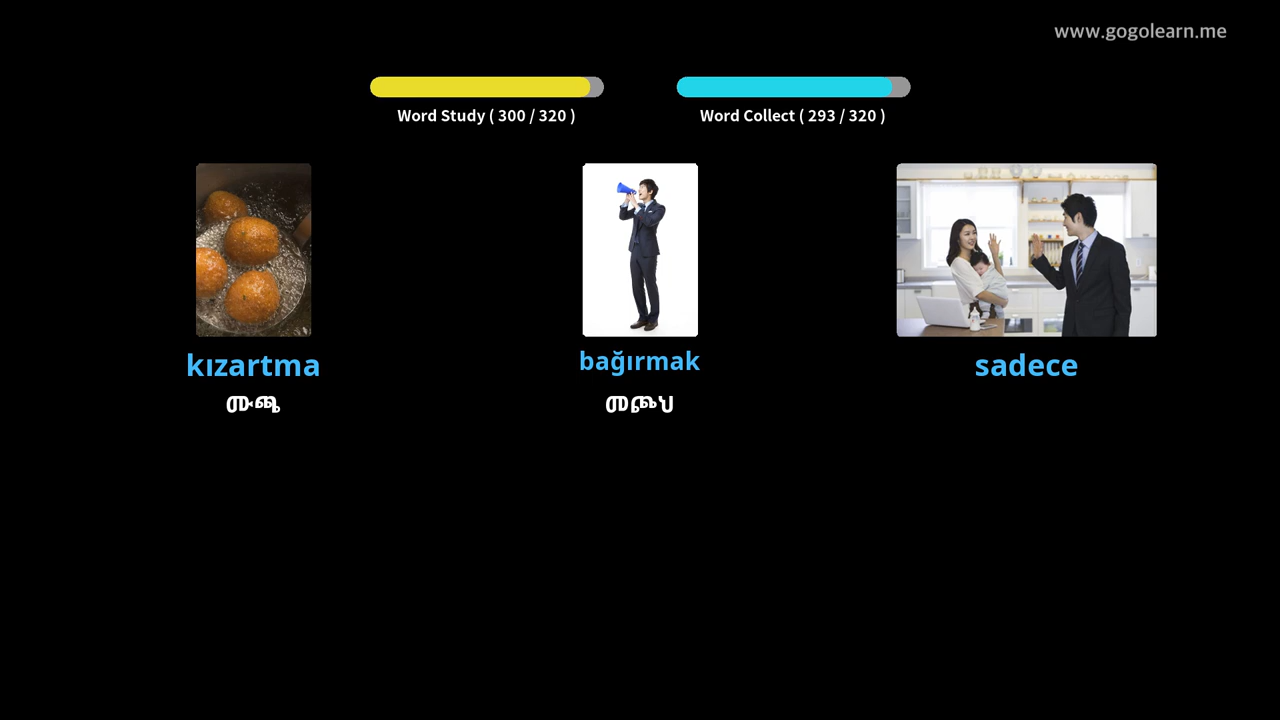 www.gogolearn.me
Word Study ( 300 / 320 )
Word Collect ( 293 / 320 )
kızartma
bağırmak
sadece
ሙጫ
መጮህ